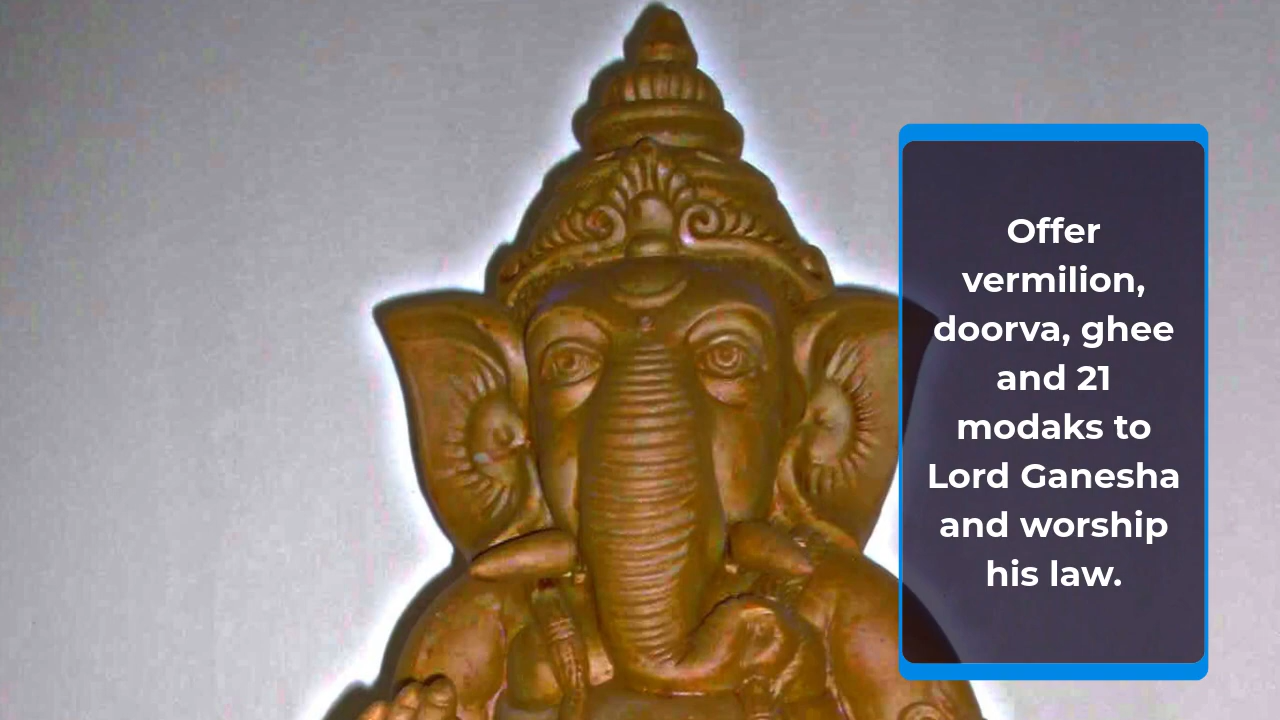 Offer
vermilion,
doorva, ghee
and 21
modaks to
Lord Ganesha
and worship
his law.